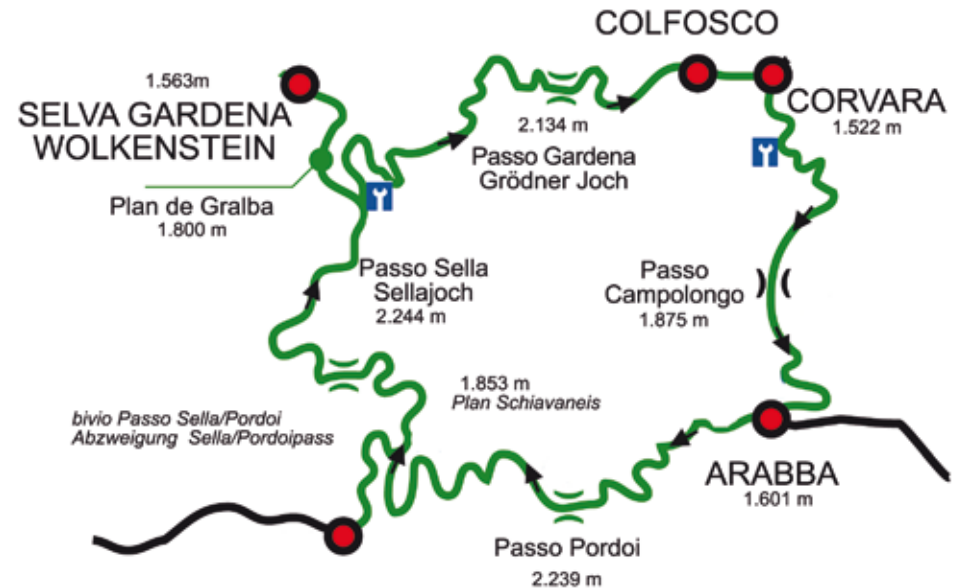 COLFOSCO
1.563m
SELVA GARDENA
WOLKENSTEIN
CORVARA
1.522 m
2.134 m
Passo Gardena
Grödner Joch
Plan de Gralba
1.800 m
Passo Sella
Sellajoch
2.244 m
Passo
Campolongo
1.875 m
1.853 m
Plan Schiavaneis
bivio Passo Sella/Pordoi
Abzweigung Sella/Pordoipass
ARABBA
1.601 m
Passo Pordoi
2.239 m